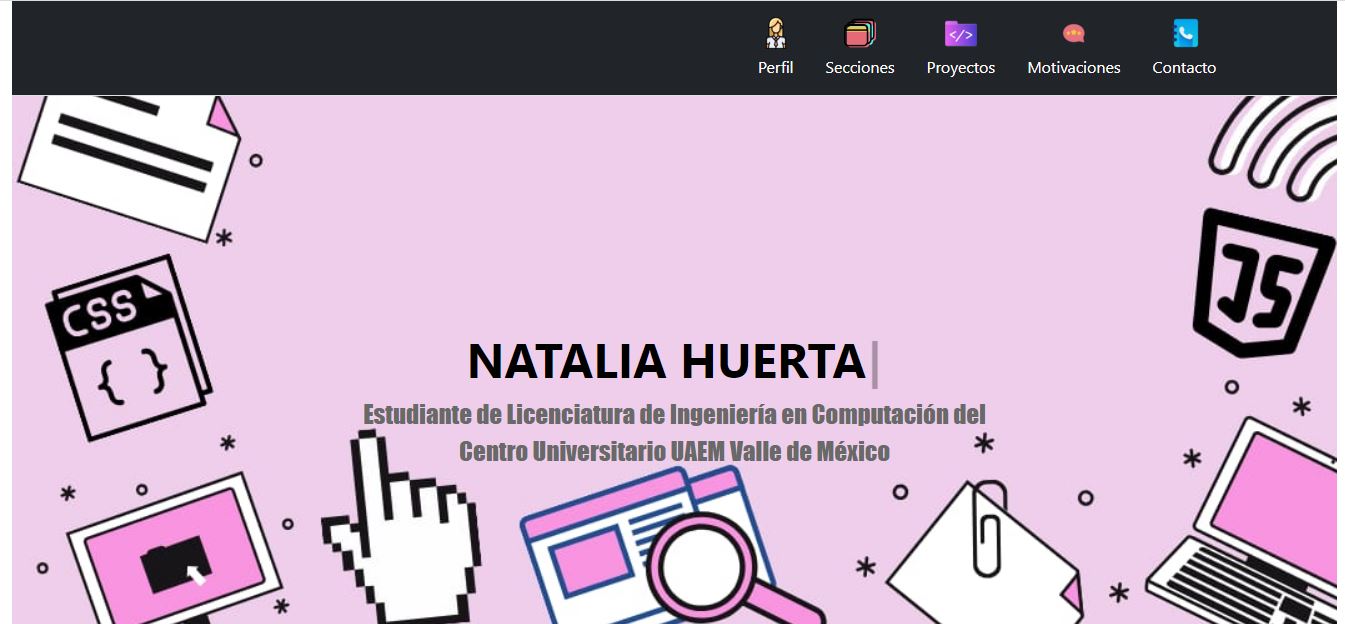 Perfil
Secciones
Proyectos
Motivaciones
Contacto
</>
CSS
{ }
JS
NATALIA HUERTA
Estudiante de Licenciatura de Ingeniería en Computación del
Centro Universitario UAEM Valle de México